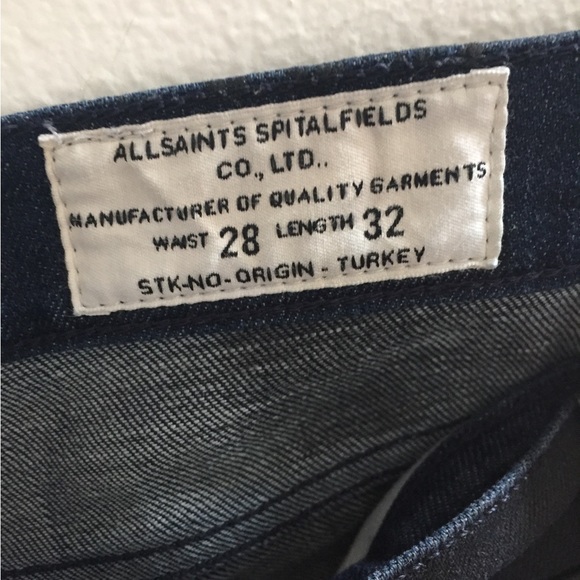 ALLSAINTS SPITALFIELDS
CO., LTD..
MANUFACTURER OF QUALITY GARMENTS
WAIST 28 LENGTH 32
STK-NO-ORIGIN - TURKEY